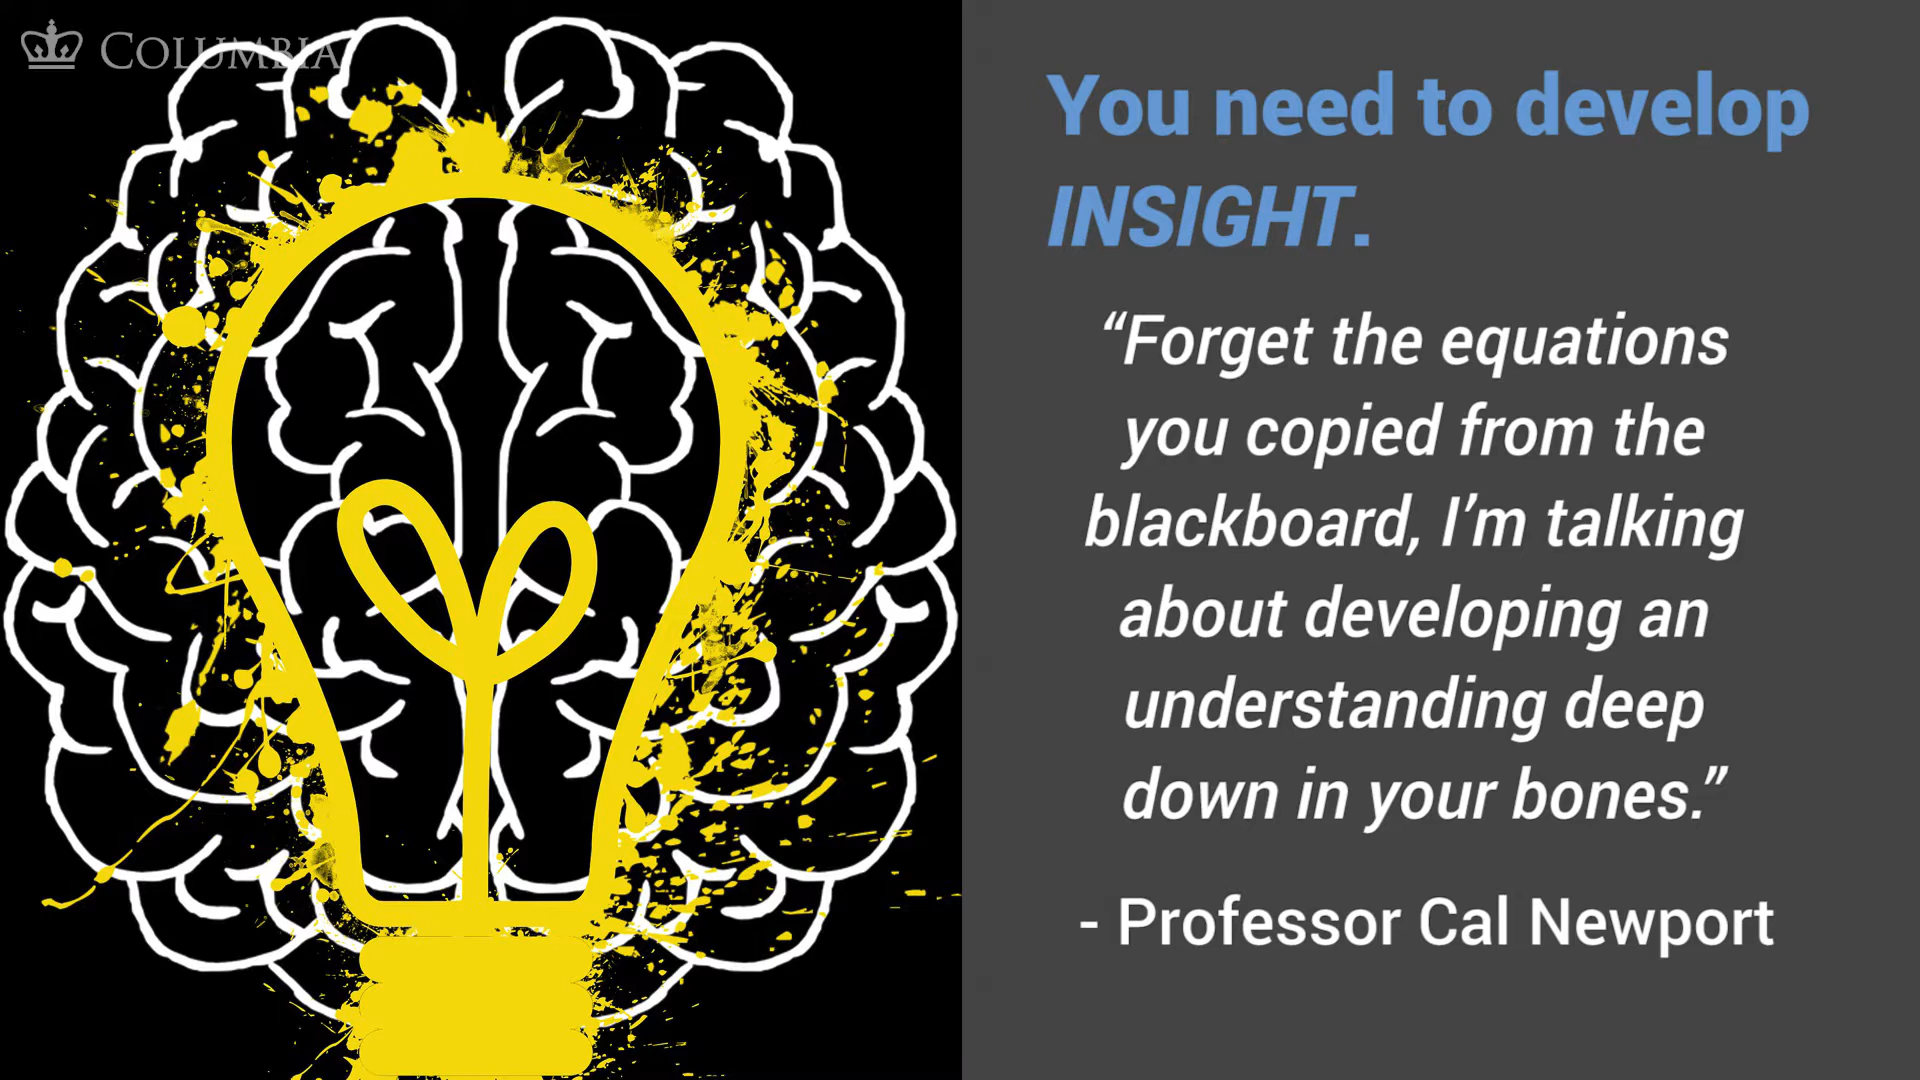 COLUMBIA
You need to develop
INSIGHT.
“Forget the equations
you copied from the
blackboard, I’m talking
about developing an
understanding deep
down in your bones.”
- Professor Cal Newport